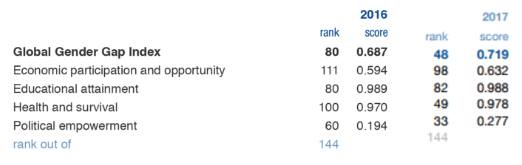 2016 2017
rank score rank score
Global Gender Gap Index 80 0.687 48 0.719
Economic participation and opportunity 111 0.594 98 0.632
Educational attainment 80 0.989 82 0.988
Health and survival 100 0.970 49 0.978
Political empowerment 60 0.194 33 0.277
rank out of 144 144